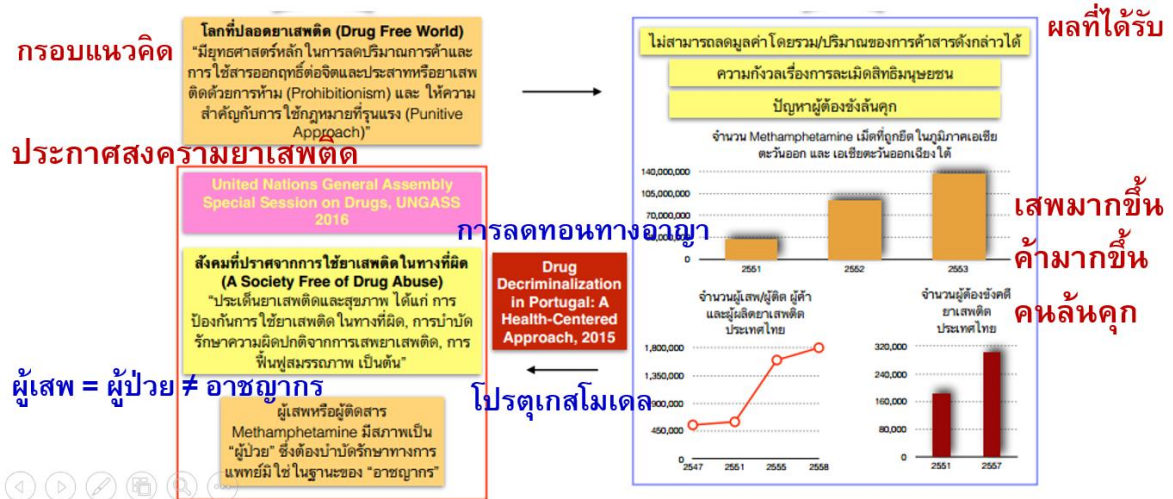 กรอบแนวคิด
โลกที่ปลอดยาเสพติด (Drug Free World)
“มียุทธศาสตร์หลัก ในการลดปริมาณการค้าและ
การใช้สารออกฤทธิ์ต่อจิตและประสาทหรือยาเสพ
ติดด้วยการห้าม (Prohibitionism) และ ให้ความ
สำคัญกับการ ใช้กฎหมายที่รุนแรง (Punitive
Approach)”
ประกาศสงครามยาเสพติด
United Nations General Assembly
Special Session on Drugs, UNGASS
2016
สังคมที่ปราศจากการใช้ยาเสพติดในทางที่ผิด
(A Society Free of Drug Abuse)
“ประเด็นยาเสพติดและสุขภาพ ได้แก่ การ
ป้องกันการใช้ยาเสพติดในทางที่ผิด, การบำบัด
รักษาความผิดปกติจากการเสพยาเสพติด, การ
ฟื้นฟูสมรรถภาพ เป็นต้น”
ผู้เสพ = ผู้ป่วย ≠ อาชญากร
ผู้เสพหรือผู้ติดสาร
Methamphetamine มีสภาพเป็น
“ผู้ป่วย” ซึ่งต้องบำบัดรักษาทางการ
แพทย์มิใช่ในฐานะของ “อาชญากร”
การลดทอนทางอาญา
Drug
Decriminalization
in Portugal: A
Health-Centered
Approach, 2015
โปรตุเกสโมเดล
ผลที่ได้รับ
ไม่สามารถลดมูลค่าโดยรวม/ปริมาณของการค้าสารดังกล่าวได้
ความกังวลเรื่องการละเมิดสิทธิมนุษยชน
ปัญหาผู้ต้องขังล้นคุก
จำนวน Methamphetamine เม็ดที่ถูกยึดในภูมิภาคเอเชีย
ตะวันออก และ เอเชียตะวันออกเฉียงใต้
140,000,000
105,000,000
70,000,000
0
2551
2552
2553
เสพมากขึ้น
ค้ามากขึ้น
คนล้นคุก
จำนวนผู้เสพ/ผู้ติด ผู้ค้า
และผู้ผลิตยาเสพติด
ประเทศไทย
1,800,000
1,350,000
900,000
450,000
0
2547
2551
2555
2558
จำนวนผู้ต้องขังคดี
ยาเสพติด
ประเทศไทย
320,000
240,000
160,000
80,000
0
2551
2557